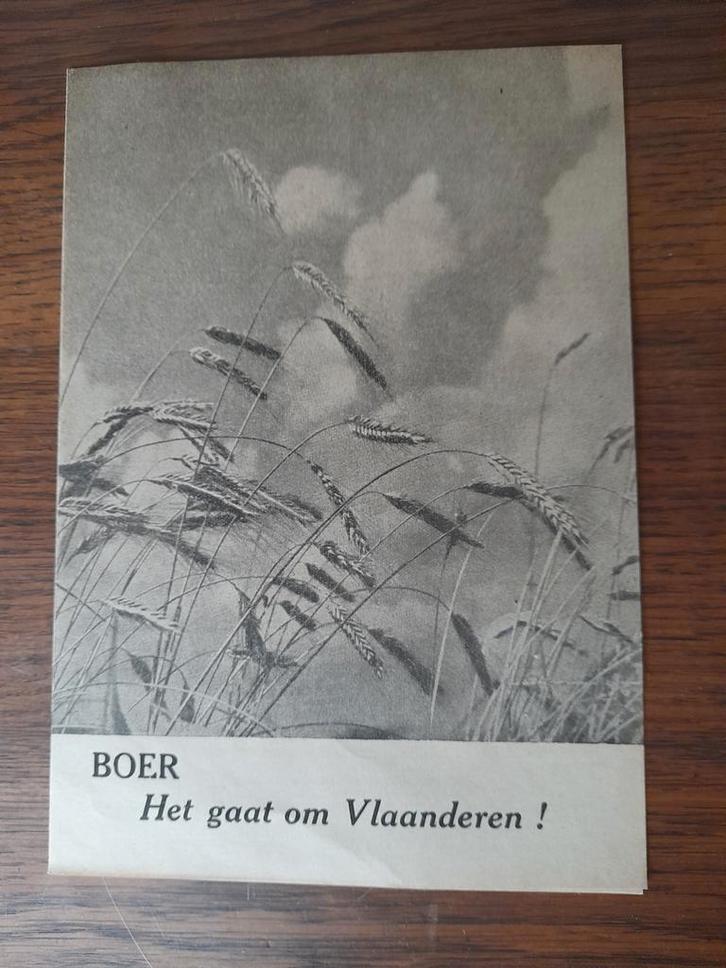 BOER
Het gaat om Vlaanderen !